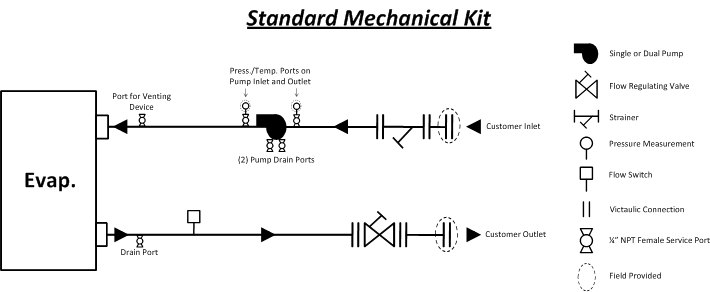 Standard Mechanical Kit
Press./Temp. Ports on
Pump Inlet and Outlet
Port for Venting
Device
Customer Inlet
(2) Pump Drain Ports
Evap.
Customer Outlet
Drain Port
Single or Dual Pump
Flow Regulating Valve
Strainer
Pressure Measurement
Flow Switch
Victaulic Connection
¼” NPT Female Service Port
Field Provided